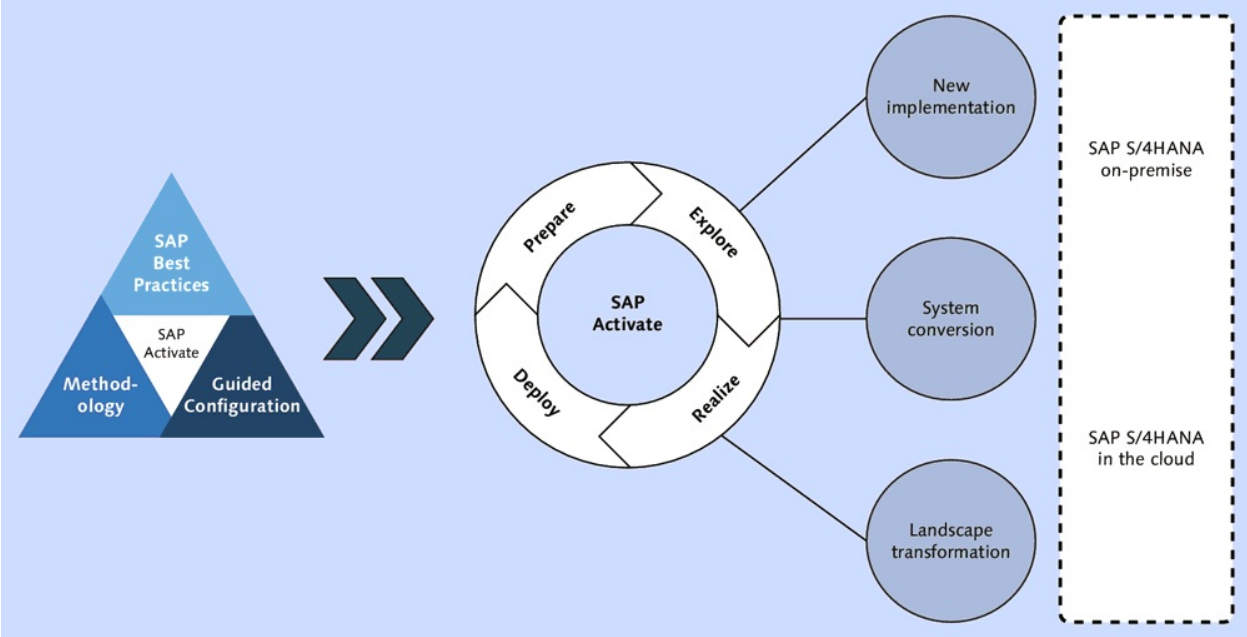 SAP
Best
Practices
SAP
Activate
Method-
ology
Guided
Configuration
Prepare
Explore
Realize
Deploy
SAP
Activate
New
implementation
System
conversion
Landscape
transformation
SAP S/4HANA
on-premise
SAP S/4HANA
in the cloud